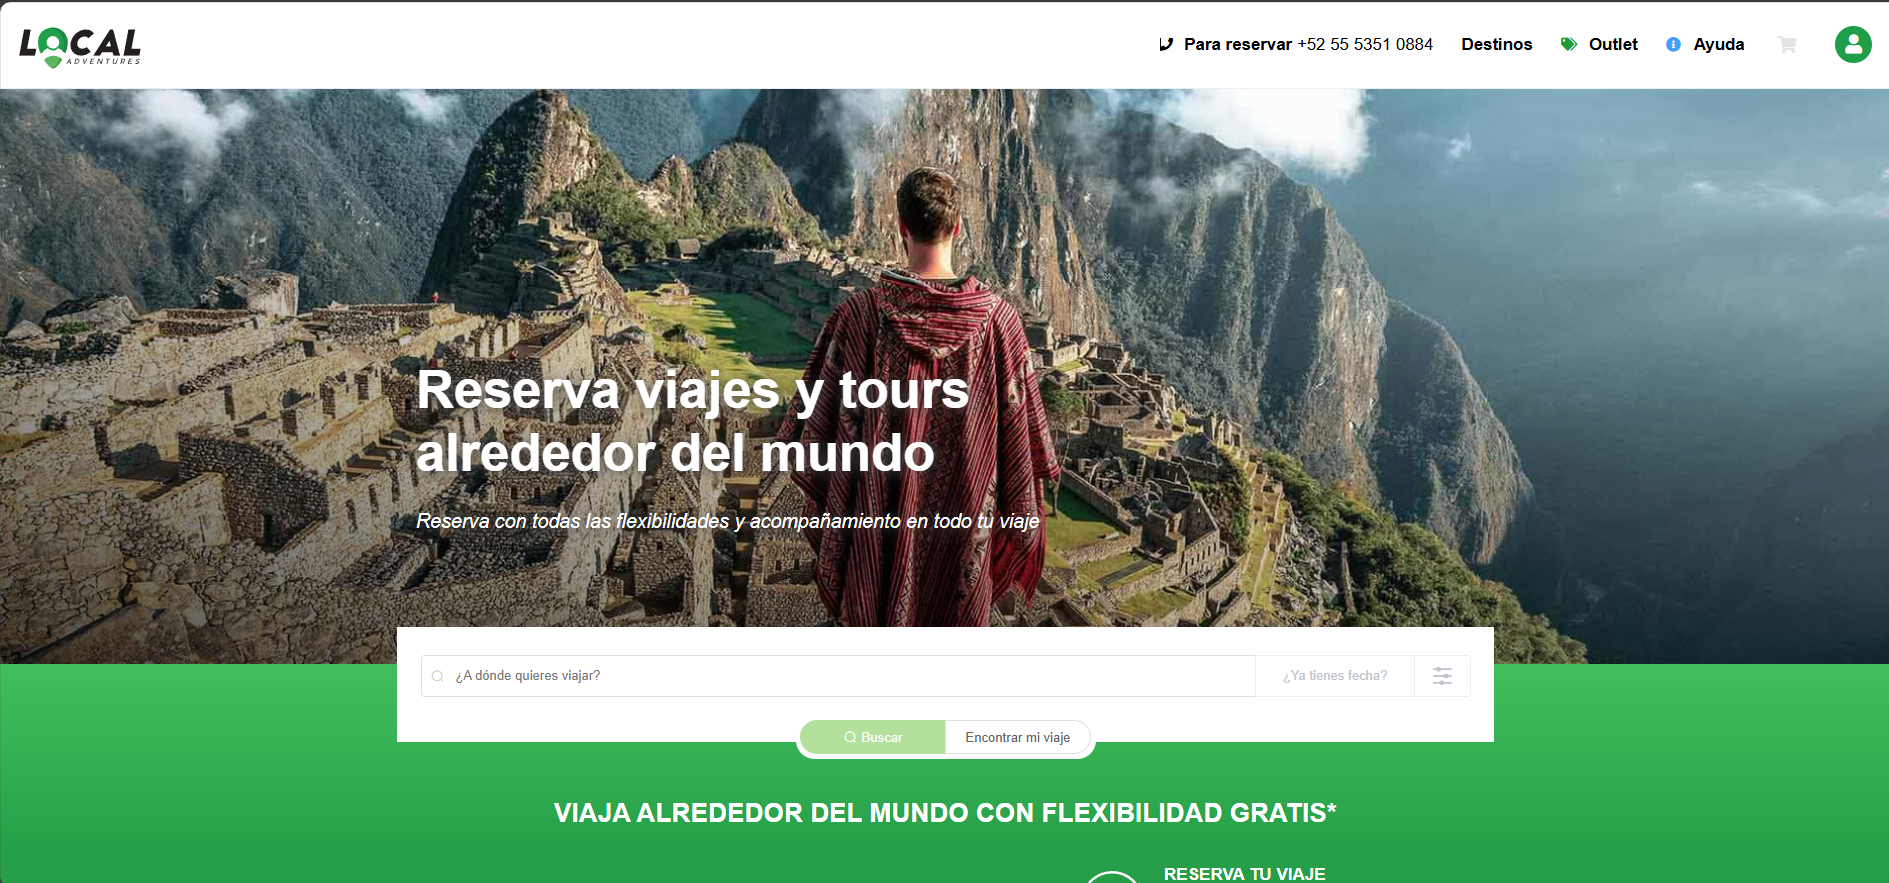 LOCAL
ADVENTURES
Para reservar +52 55 5351 0884
Destinos
Outlet
Ayuda
Reserva viajes y tours
alrededor del mundo
Reserva con todas las flexibilidades y acompañamiento en todo tu viaje
¿A dónde quieres viajar?
¿Ya tienes fecha?
Buscar
Encontrar mi viaje
VIAJA ALREDEDOR DEL MUNDO CON FLEXIBILIDAD GRATIS*
RESERVA TU VIAJE